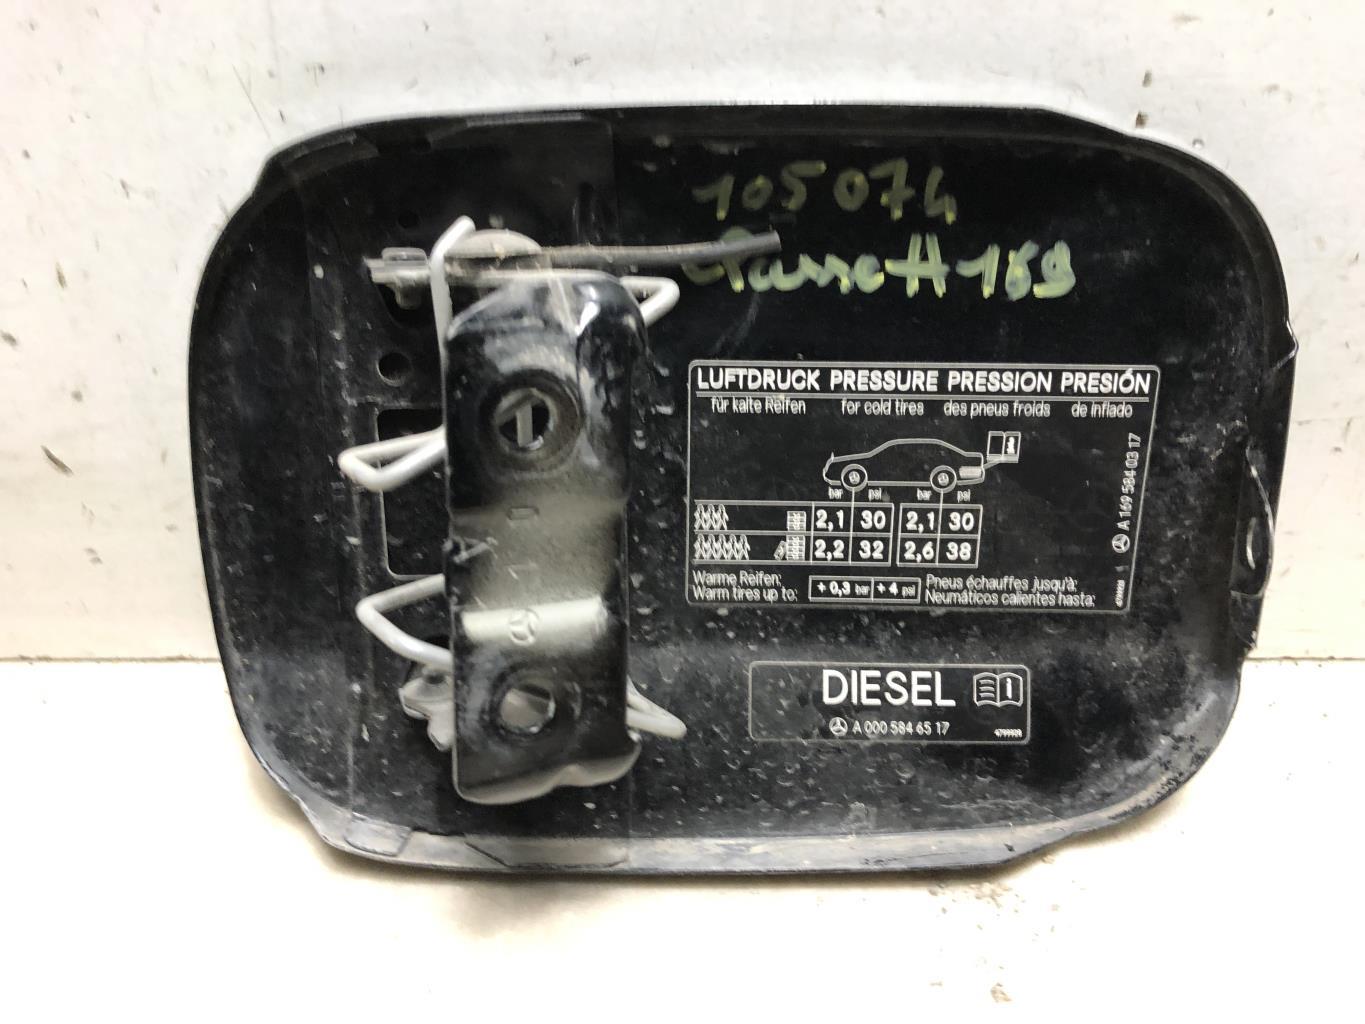 105074
Classe A 169
LUFTDRUCK PRESSURE PRESSION PRESIÓN
für kalte Reifen for cold tires des pneus froids de inflado
bar psi bar psi
2,1 30 2,1 30
2,2 32 2,6 38
Warme Reifen: Pneus échauffes jusqu'à:
Warm tires up to: + 0,3 bar + 4 psi Neumáticos calientes hasta:
A 169 584 03 17
DIESEL
A 000 584 65 17